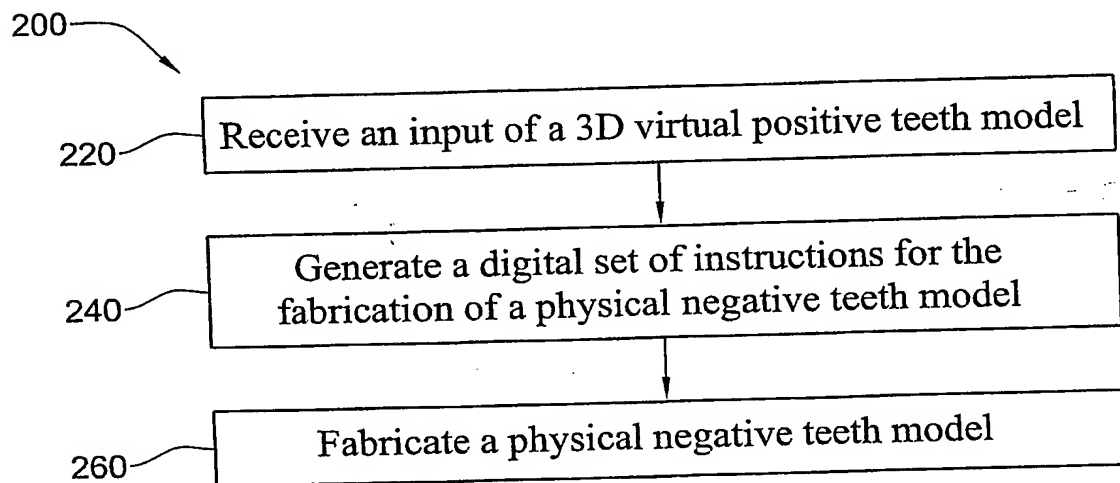 200
220
Receive an input of a 3D virtual positive teeth model
240
Generate a digital set of instructions for the
fabrication of a physical negative teeth model
260
Fabricate a physical negative teeth model